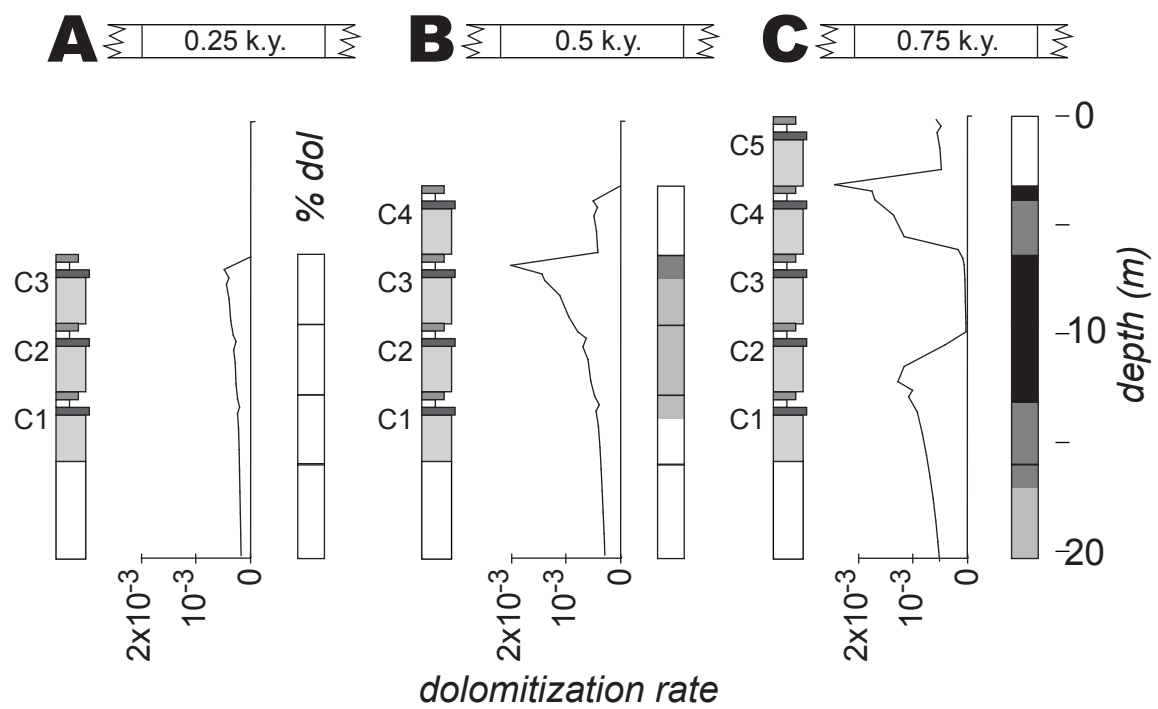 A 0.25 k.y.
B 0.5 k.y.
C 0.75 k.y.
% dol
C3
C2
C1
2x10-3
10-3
0
C4
C3
C2
C1
2x10-3
10-3
0
C5
C4
C3
C2
C1
2x10-3
10-3
0
0
10
20
depth (m)
dolomitization rate